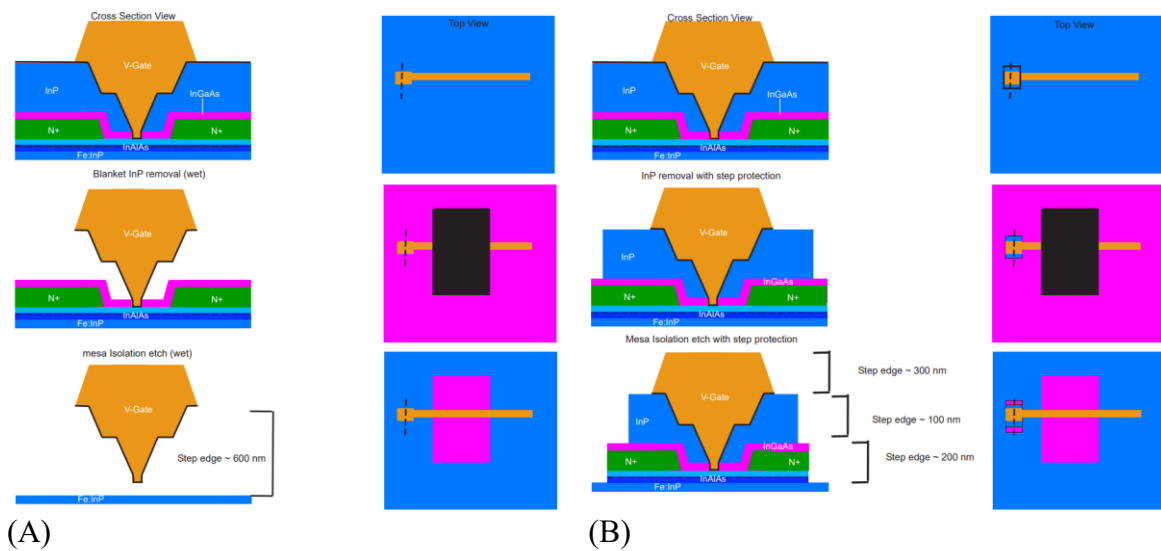 Cross Section View
Top View
V-Gate
InP
InGaAs
N+
N+
InAlAs
Fe:InP
Blanket InP removal (wet)
V-Gate
N+
N+
InAlAs
Fe:InP
mesa Isolation etch (wet)
V-Gate
Step edge ~ 600 nm
Fe:InP
(A)
Cross Section View
Top View
V-Gate
InP
InGaAs
N+
N+
InAlAs
Fe:InP
InP removal with step protection
V-Gate
InP
InGaAs
N+
N+
InAlAs
Fe:InP
Mesa Isolation etch with step protection
V-Gate
Step edge ~ 300 nm
InP
Step edge ~ 100 nm
InGaAs
N+
N+
Step edge ~ 200 nm
InAlAs
Fe:InP
(B)